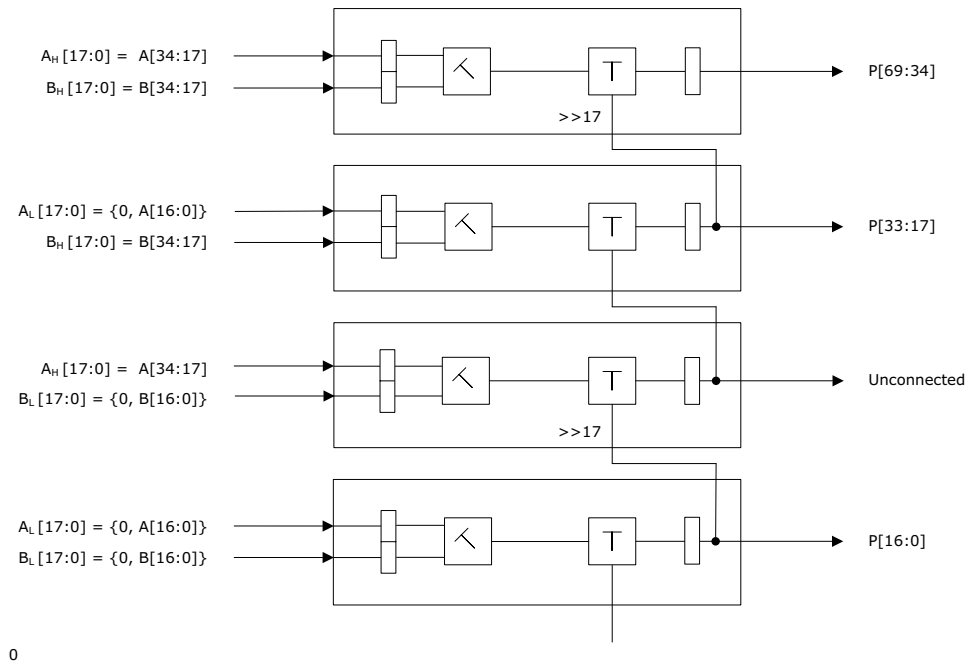 A_H [17:0] = A[34:17]
B_H [17:0] = B[34:17]
>>17
P[69:34]
A_L [17:0] = {0, A[16:0]}
B_H [17:0] = B[34:17]
P[33:17]
A_H [17:0] = A[34:17]
B_L [17:0] = {0, B[16:0]}
>>17
Unconnected
A_L [17:0] = {0, A[16:0]}
B_L [17:0] = {0, B[16:0]}
P[16:0]
0